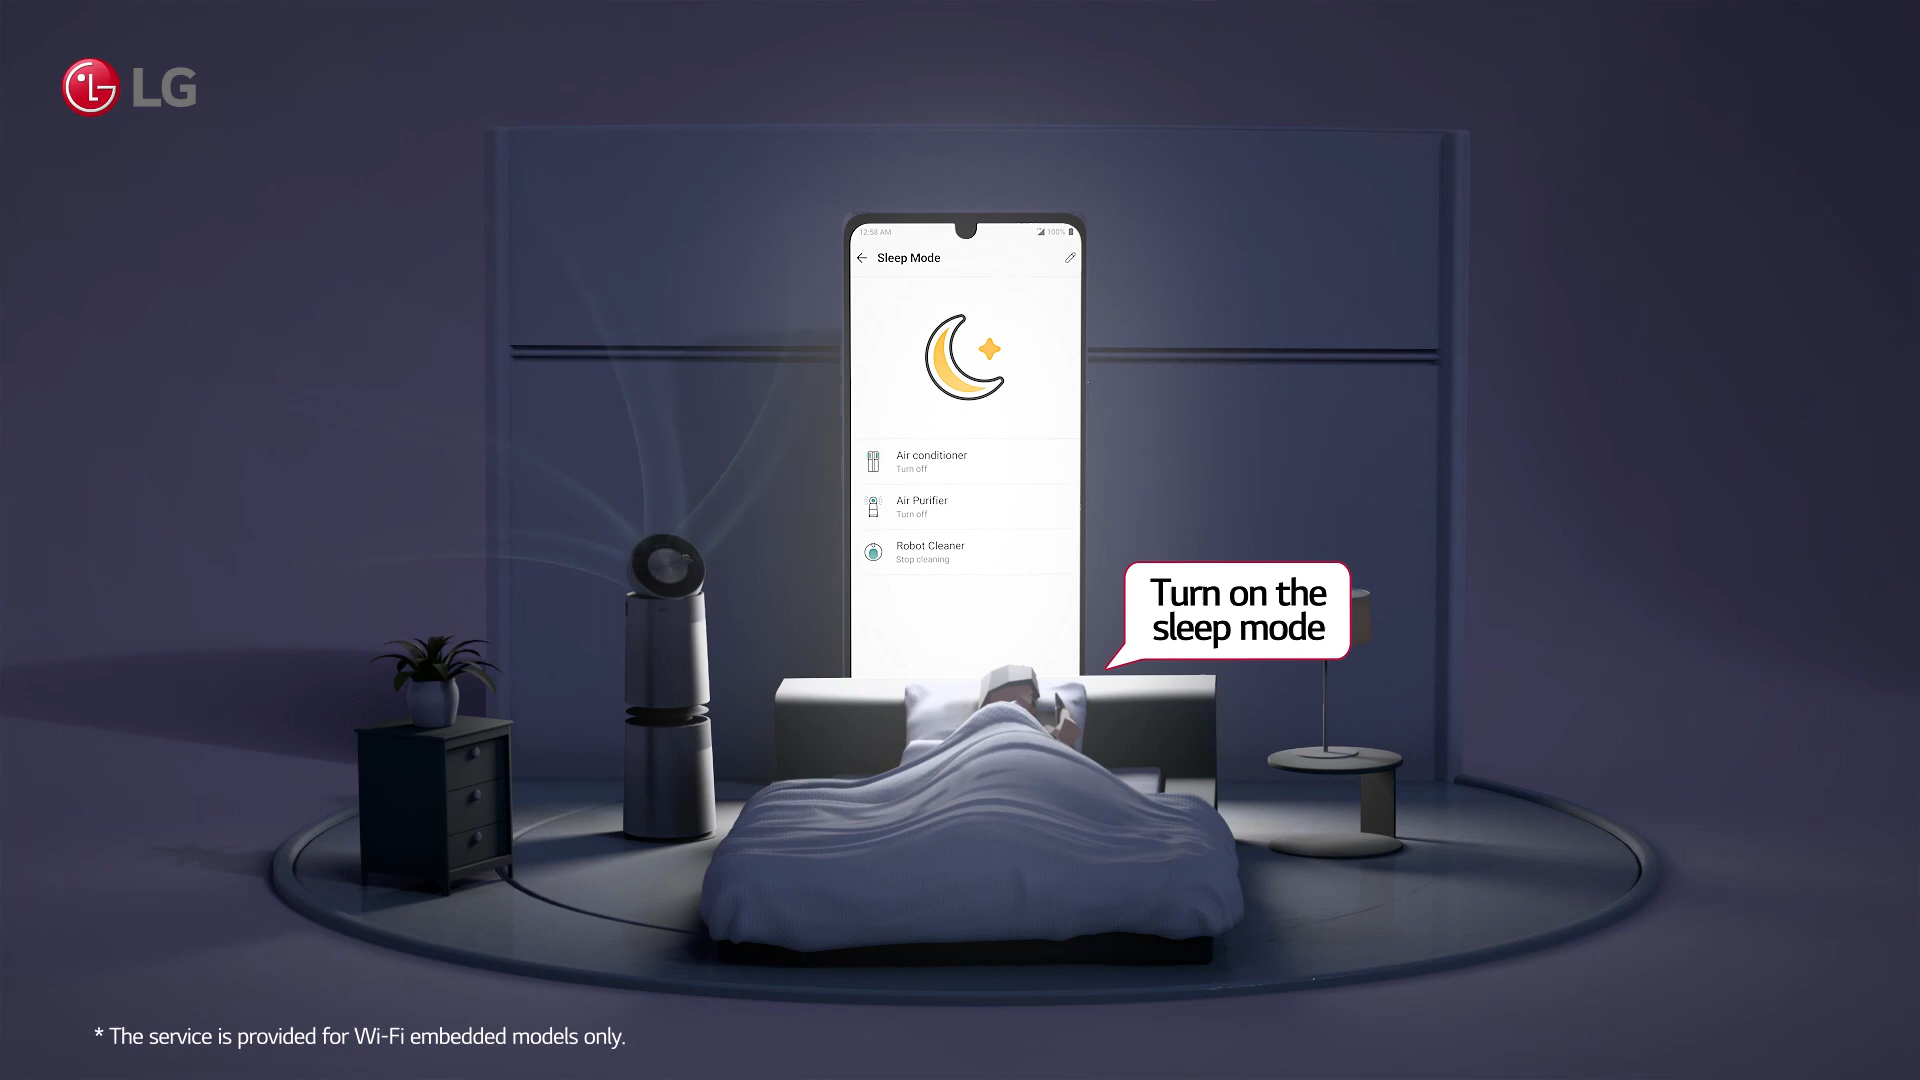 LG
12:58 AM 100%
Sleep Mode
Air conditioner
Turn off
Air Purifier
Turn off
Robot Cleaner
Stop cleaning
Turn on the
sleep mode
* The service is provided for Wi-Fi embedded models only.